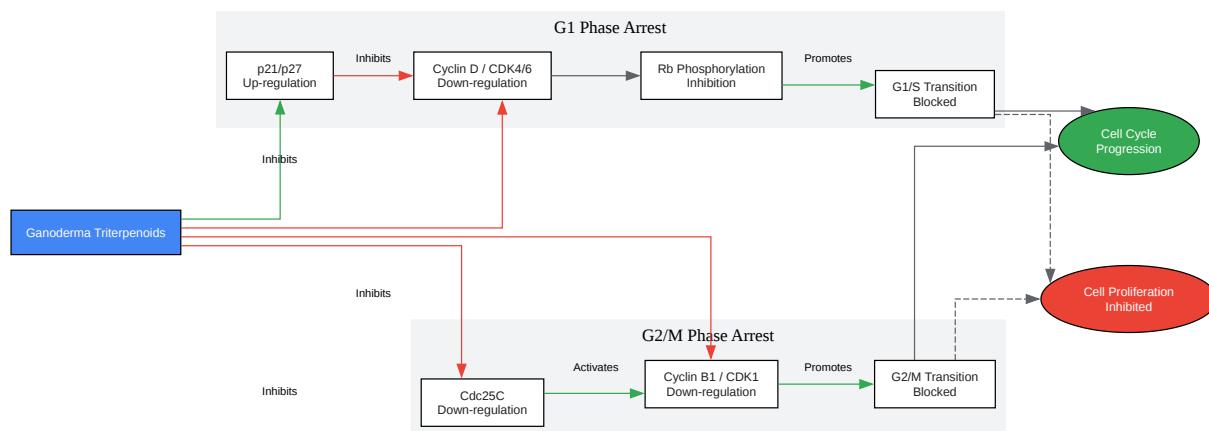 G1 Phase Arrest
p21/p27
Up-regulation
Inhibits
Cyclin D / CDK4/6
Down-regulation
Rb Phosphorylation
Inhibition
Promotes
G1/S Transition
Blocked
Cell Cycle
Progression
Inhibits
Ganoderma Triterpenoids
Inhibits
Cell Proliferation
Inhibited
G2/M Phase Arrest
Inhibits
Cdc25C
Down-regulation
Activates
Cyclin B1 / CDK1
Down-regulation
Promotes
G2/M Transition
Blocked